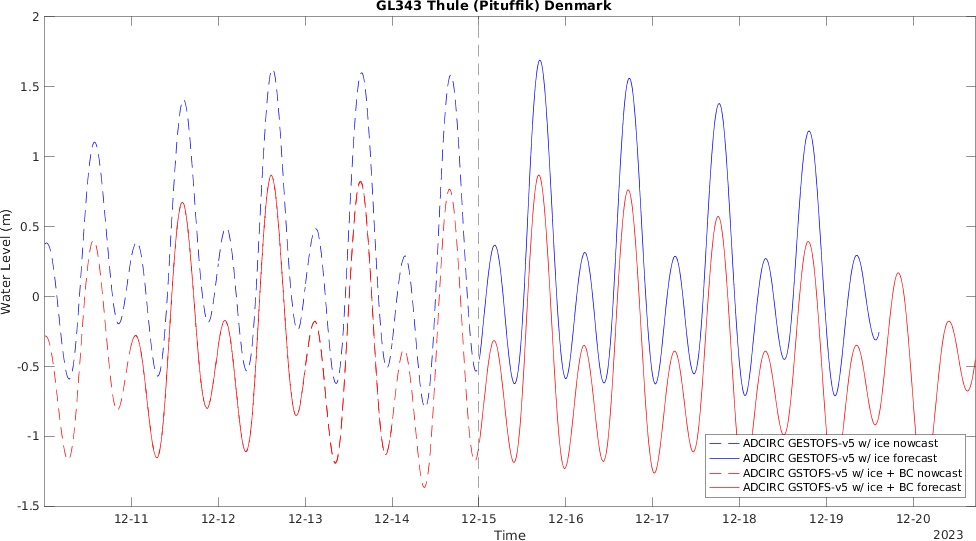 GL343 Thule (Pituffik) Denmark
2
1.5
1
0.5
0
-0.5
-1
-1.5
Water Level (m)
ADCIRC GESTOFS-v5 w/ ice nowcast
ADCIRC GESTOFS-v5 w/ ice forecast
ADCIRC GSTOFS-v5 w/ ice + BC nowcast
ADCIRC GSTOFS-v5 w/ ice + BC forecast
12-11 12-12 12-13 12-14 12-15 12-16 12-17 12-18 12-19 12-20
Time
2023